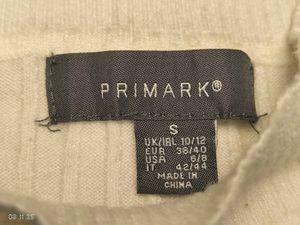 PRIMARK®
S
UK/IRL 10/12
EUR 38/40
USA 6/8
IT 42/44
MADE IN
CHINA
08.11.25